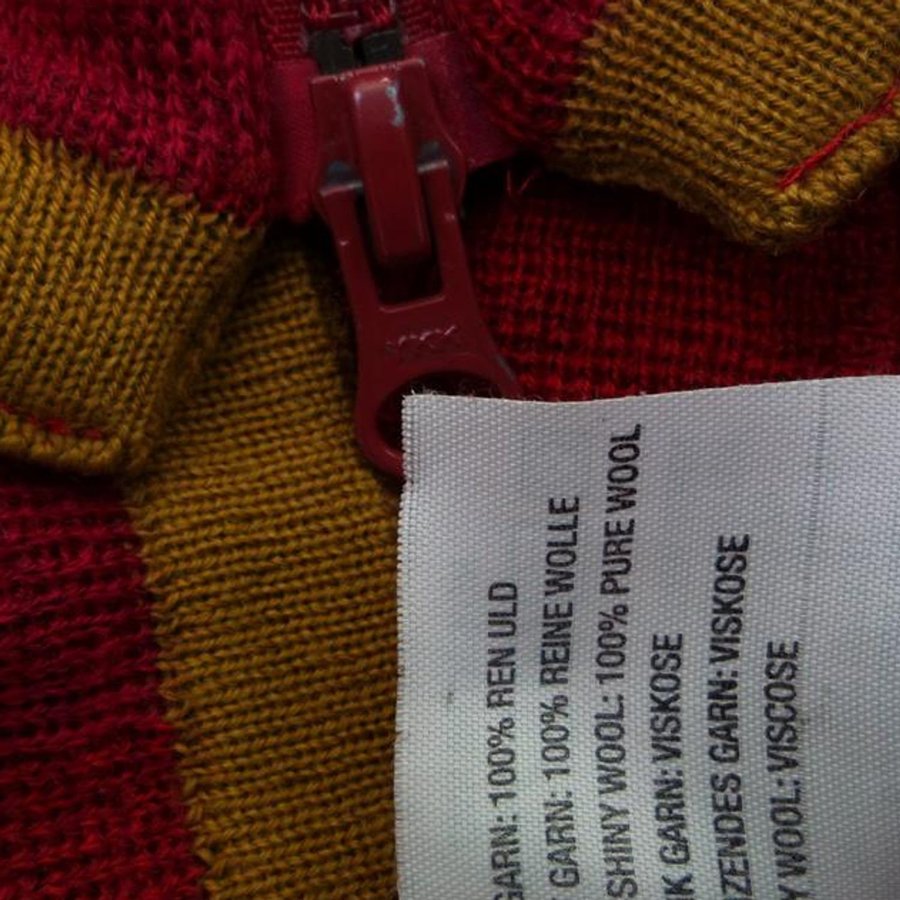 GARN: 100% REN ULD
GARN: 100% REINE WOLLE
SHINY WOOL: 100% PURE WOOL
K GARN: VISKOSE
ZENDES GARN: VISKOSE
Y WOOL: VISCOSE